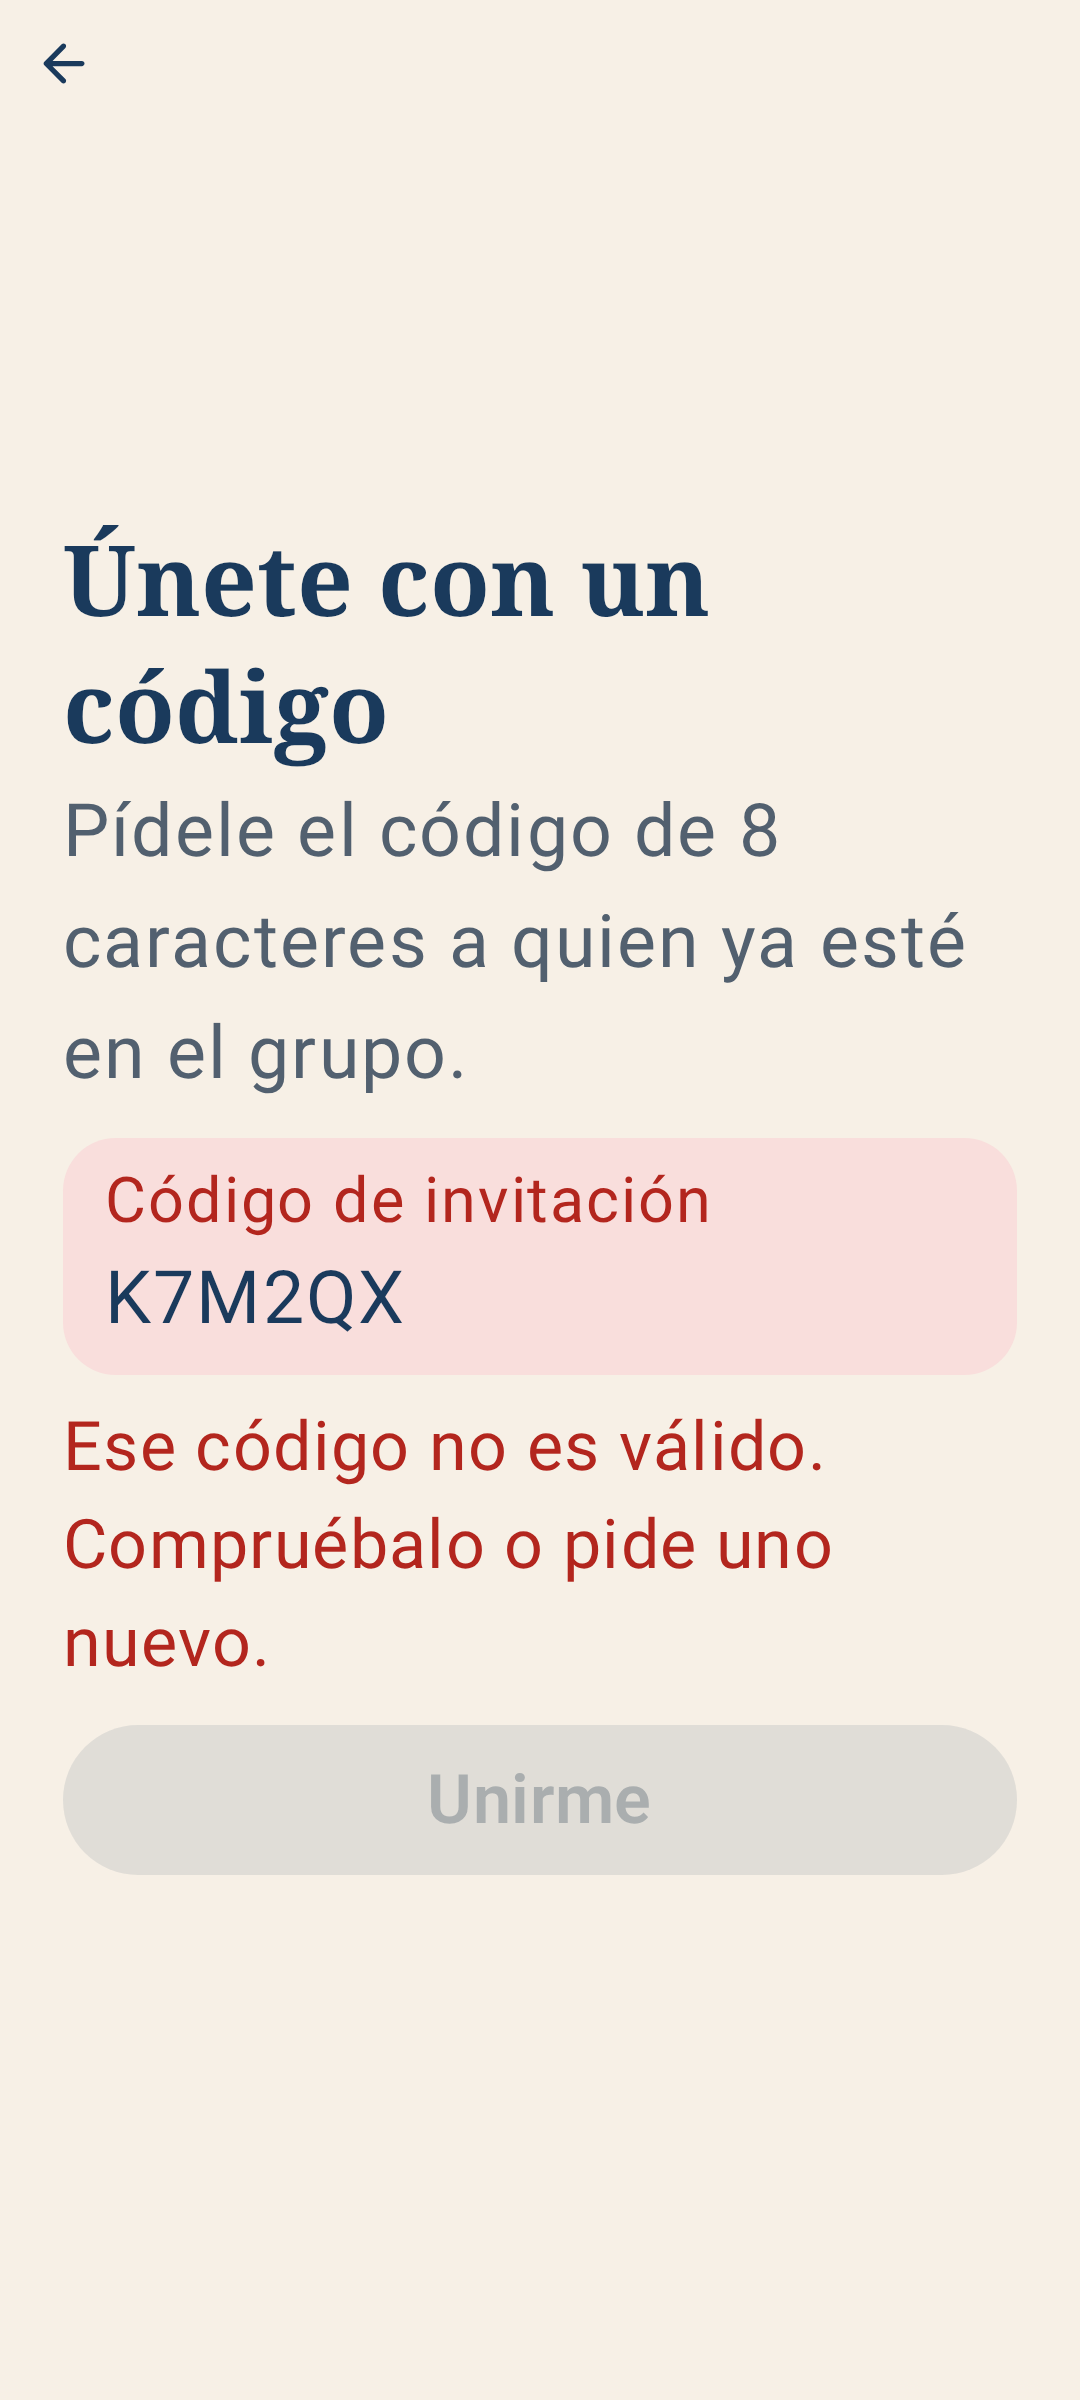 Únete con un
código
Pídele el código de 8
caracteres a quien ya esté
en el grupo.
Código de invitación
K7M2QX
Ese código no es válido.
Compruébalo o pide uno
nuevo.
Unirme